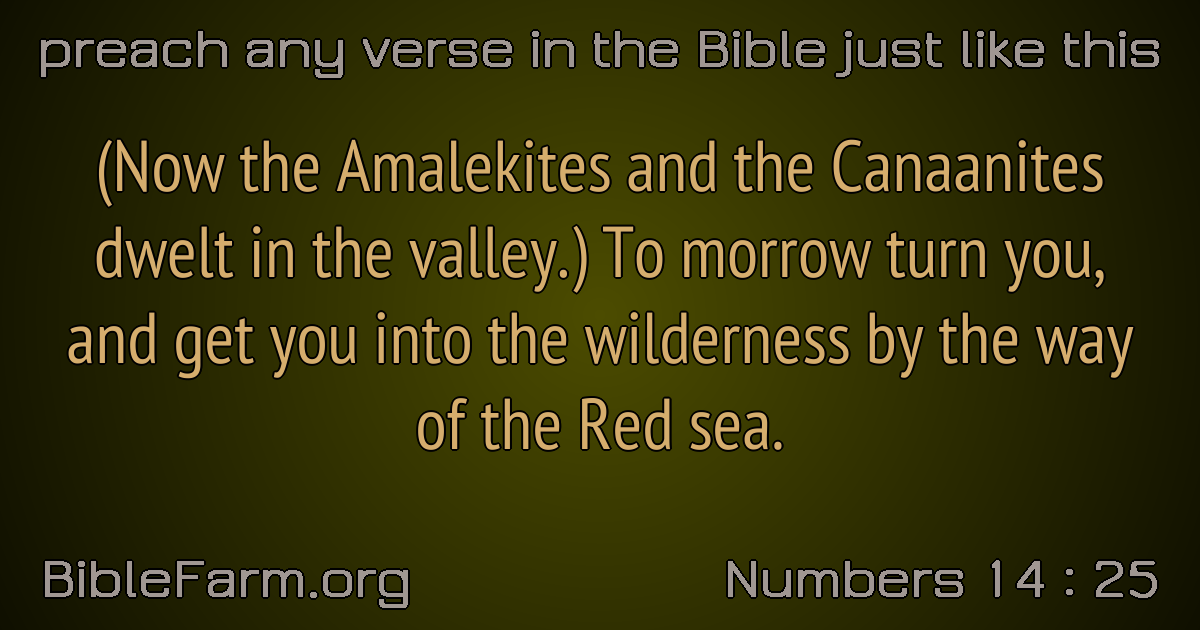 preach any verse in the Bible just like this
(Now the Amalekites and the Canaanites
dwelt in the valley.) To morrow turn you,
and get you into the wilderness by the way
of the Red sea.
BibleFarm.org
Numbers 14 : 25